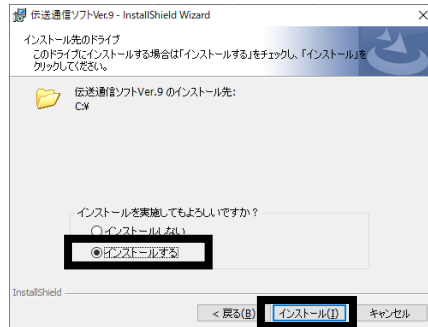 伝送通信ソフトVer.9 - InstallShield Wizard
インストール先のドライブ
このドライブにインストールする場合は「インストールする」をチェックし、「インストール」を
クリックしてください。
伝送通信ソフトVer.9 のインストール先:
C:¥
インストールを実施してもよろしいですか?
インストールしない
インストールする
InstallShield
< 戻る(B)
インストール(I)
キャンセル